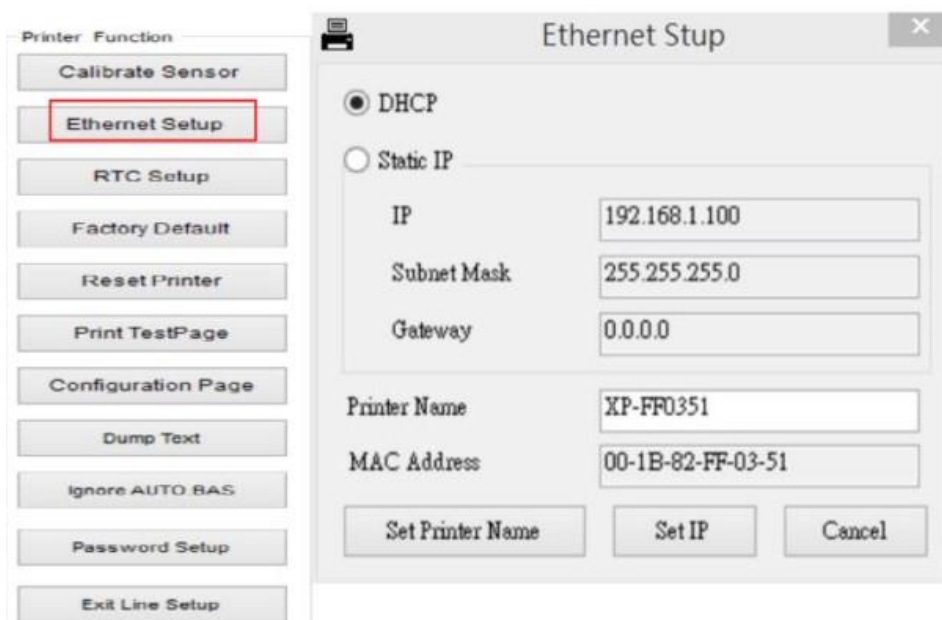 Printer Function
Calibrate Sensor
Ethernet Setup
RTC Setup
Factory Default
Reset Printer
Print TestPage
Configuration Page
Dump Text
Ignore AUTO.BAS
Password Setup
Exit Line Setup
Ethernet Stup
DHCP
Static IP
IP 192.168.1.100
Subnet Mask 255.255.255.0
Gateway 0.0.0.0
Printer Name XP-FF0351
MAC Address 00-1B-82-FF-03-51
Set Printer Name Set IP Cancel